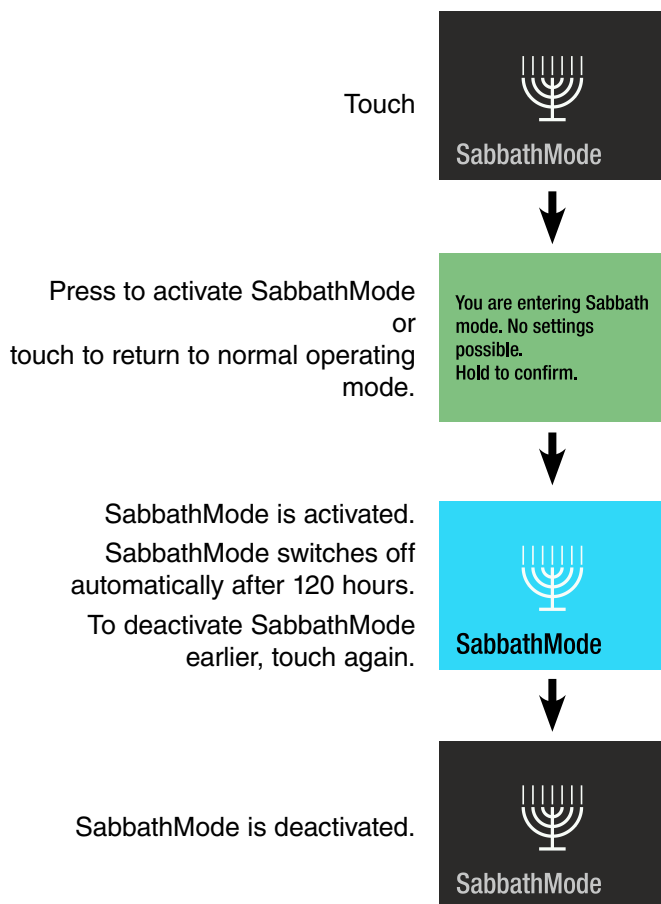 Touch
SabbathMode
Press to activate SabbathMode
or
touch to return to normal operating
mode.
You are entering Sabbath
mode. No settings
possible.
Hold to confirm.
SabbathMode is activated.
SabbathMode switches off
automatically after 120 hours.
To deactivate SabbathMode
earlier, touch again.
SabbathMode
SabbathMode is deactivated.
SabbathMode